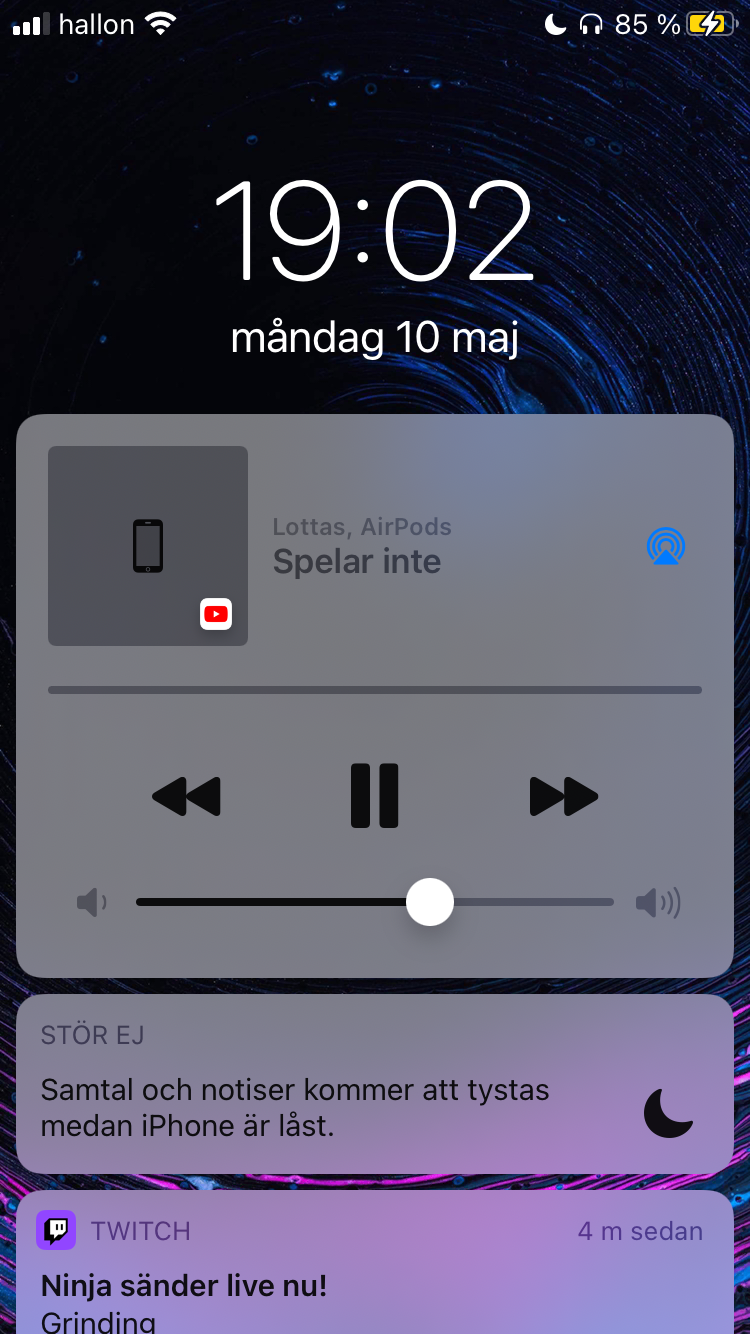 hallon 85 %
19:02
måndag 10 maj
Lottas, AirPods
Spelar inte
STÖR EJ
Samtal och notiser kommer att tystas
medan iPhone är låst.
TWITCH 4 m sedan
Ninja sänder live nu!
Grinding